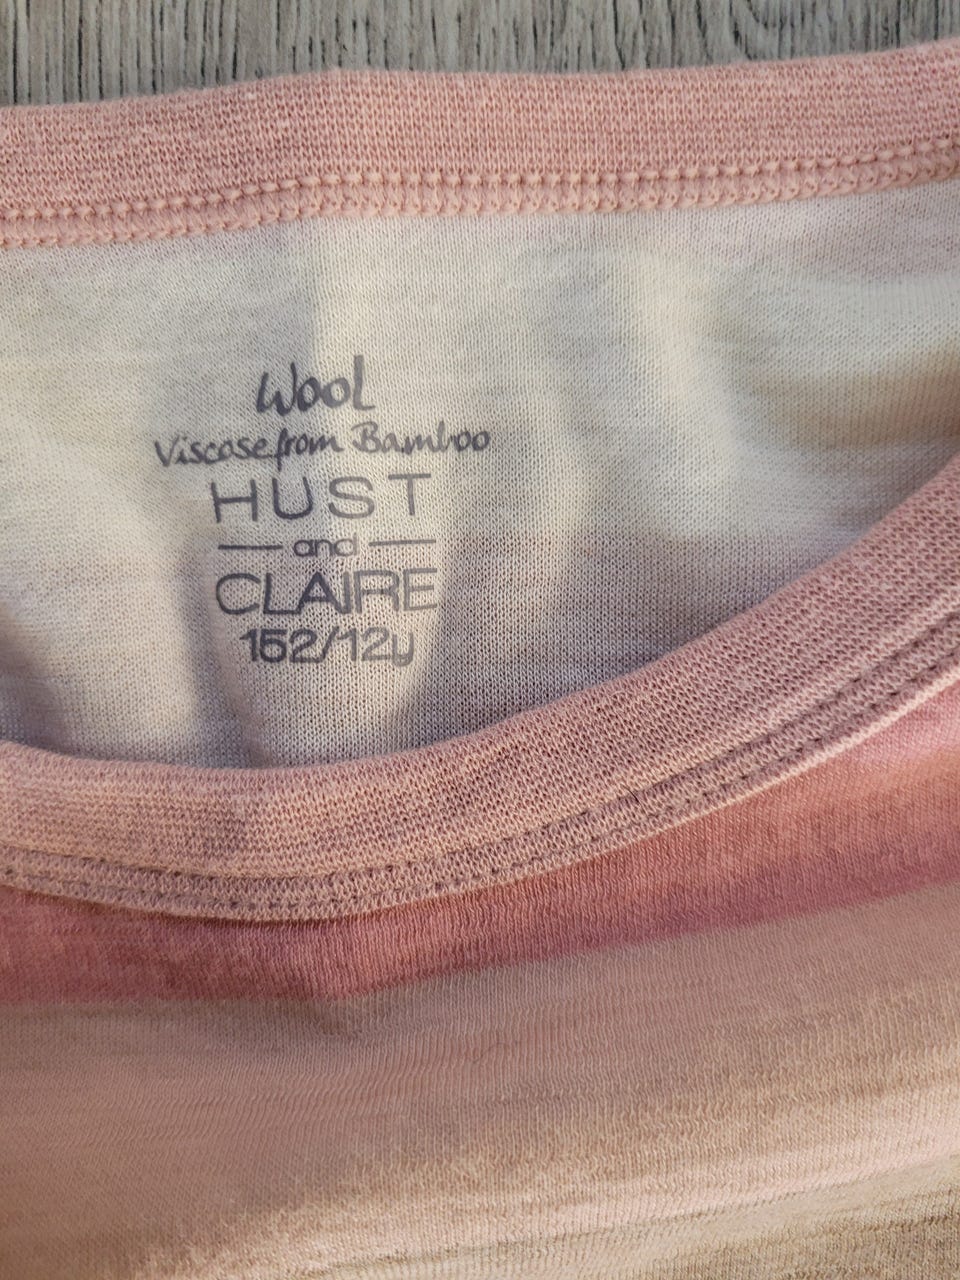 Wool
Viscose from Bamboo
HUST
and
CLAIRE
152/12y